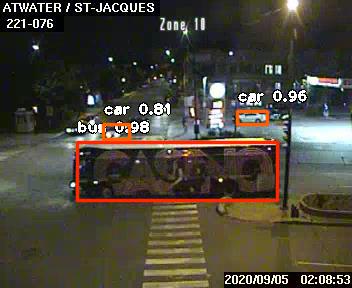 ATWATER / ST-JACQUES
221-076
Zone 10
car 0.81
car 0.96
bus 0.98
CASINO
2020/09/05 02:08:53